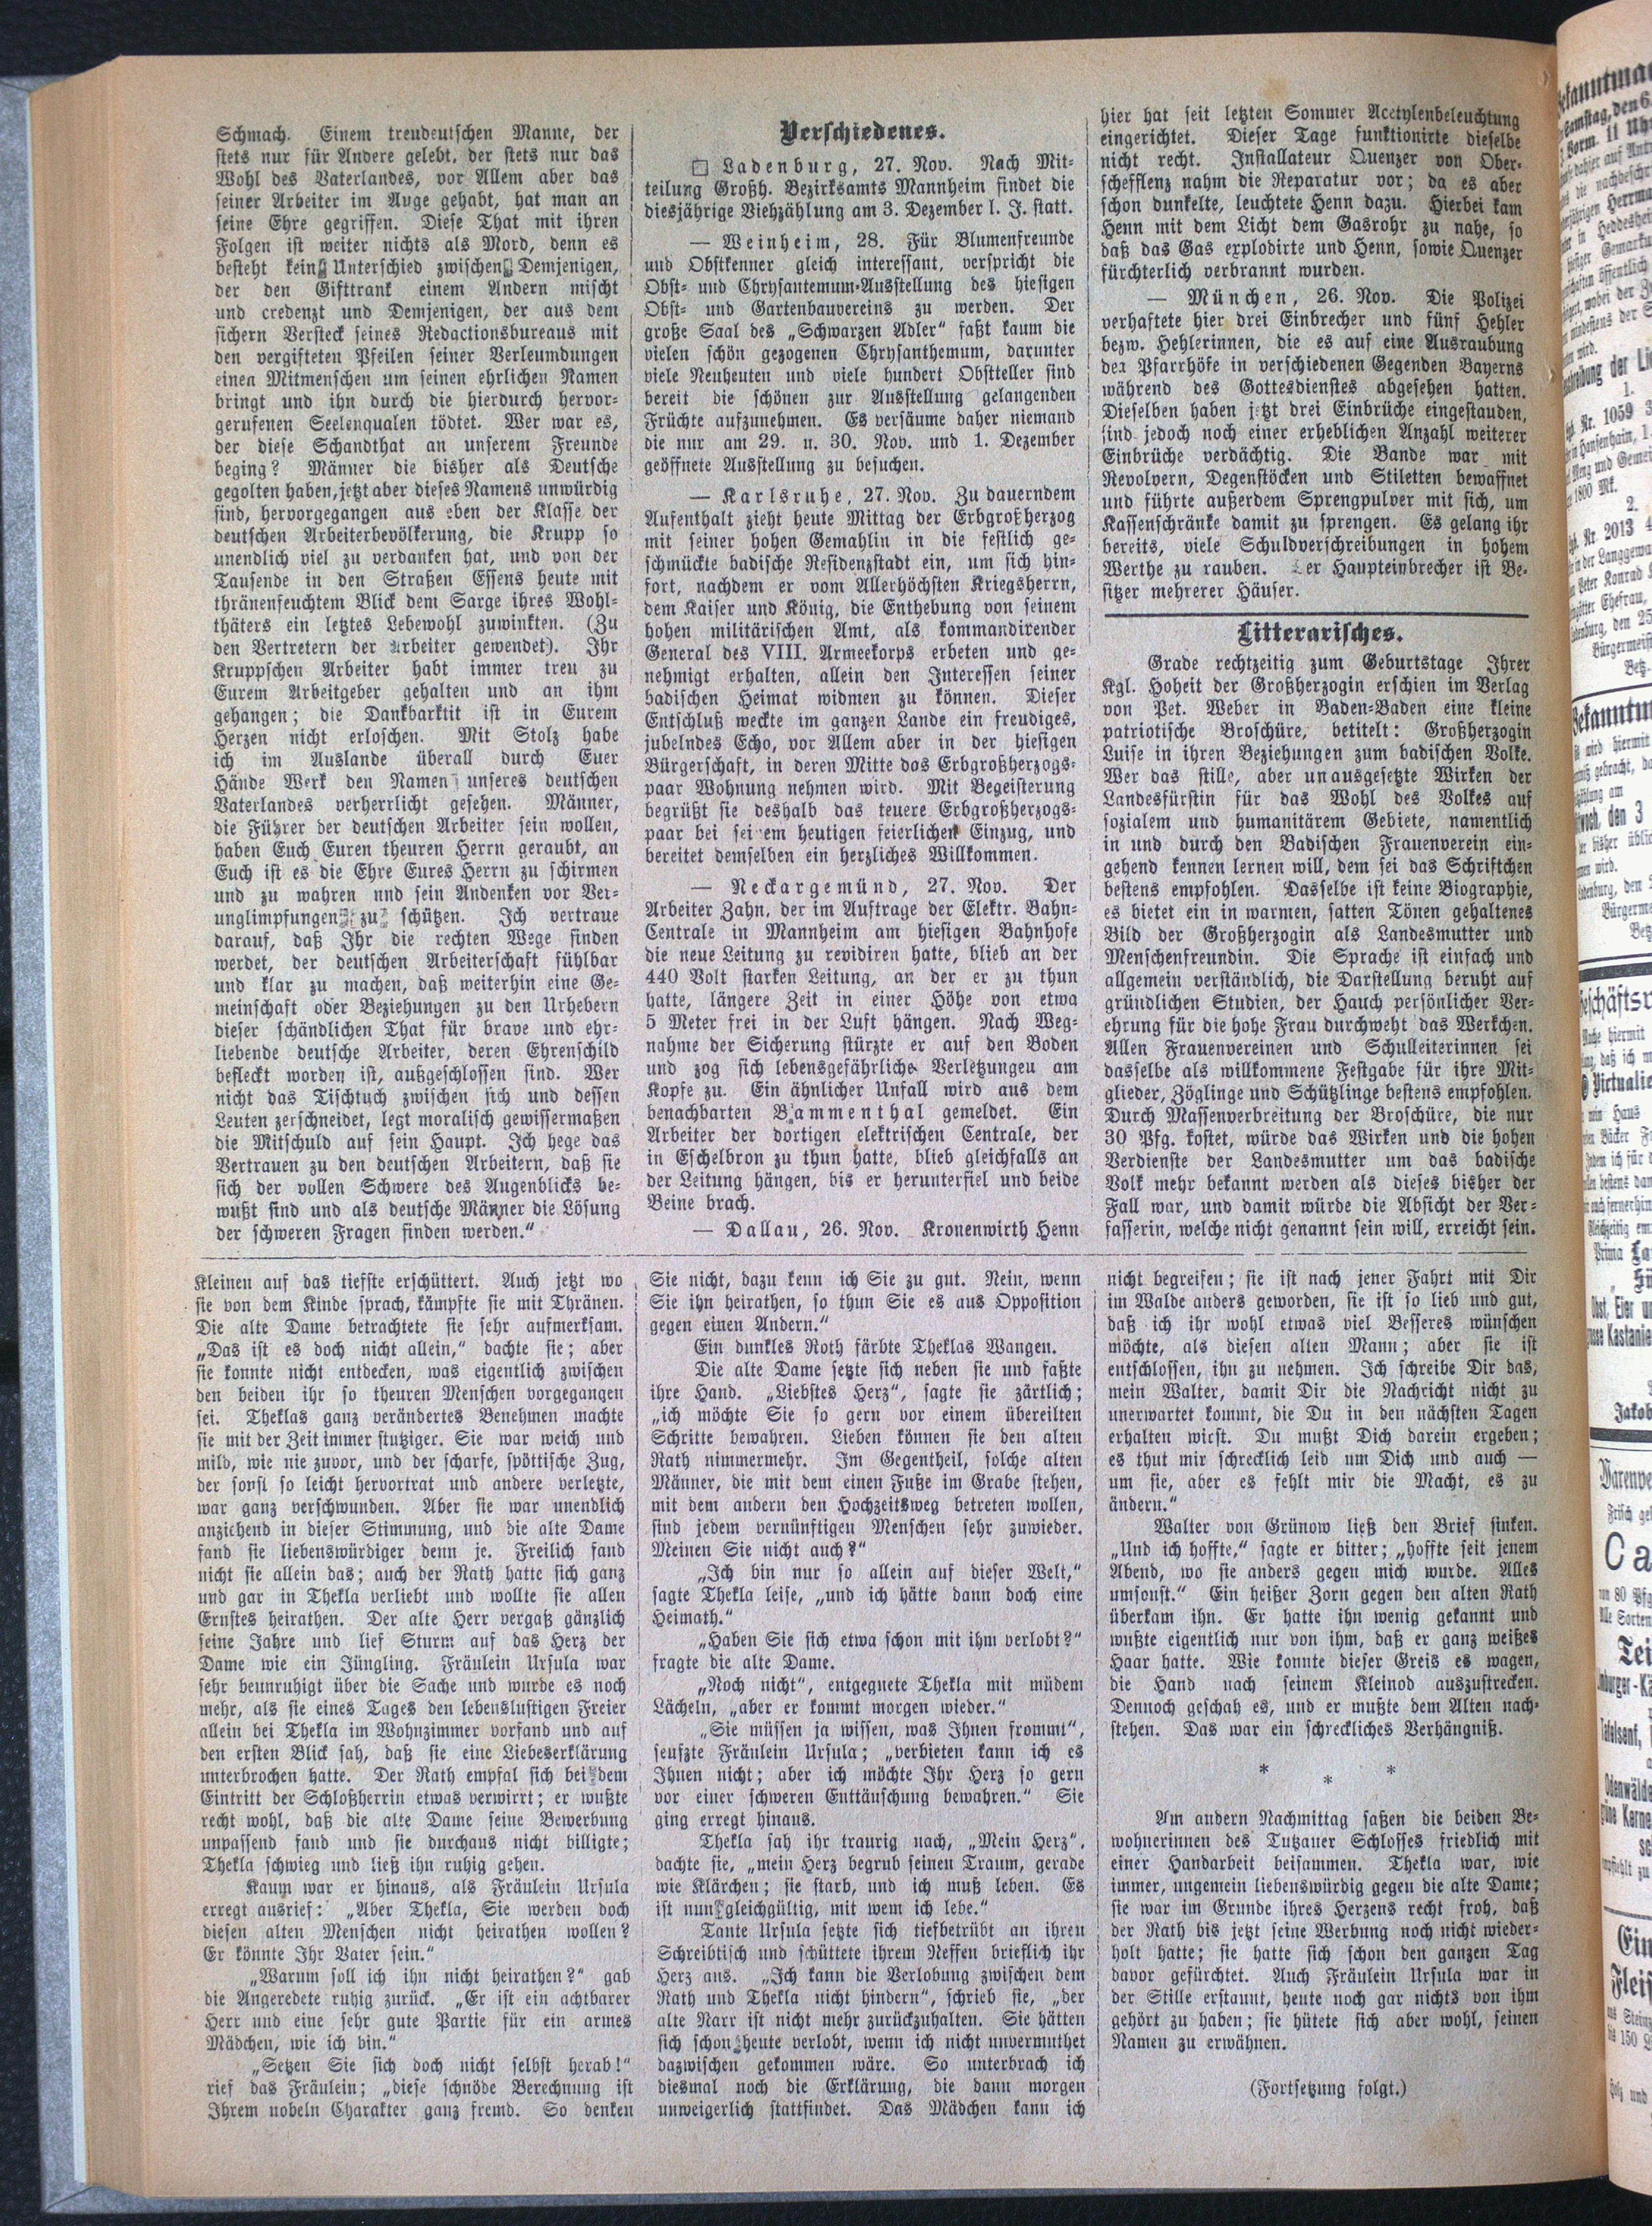 Schmach. Einem treudeutschen Manne, der
stets nur für Andere gelebt, der stets nur das
Wohl des Vaterlandes, vor Allem aber das
seiner Arbeiter im Auge gehabt, hat man an
seine Ehre gegriffen. Diese That mit ihren
Folgen ist weiter nichts als Mord, denn es
besteht kein Unterschied zwischen Demjenigen,
der den Gifttrank einem Andern mischt
und credenzt und Demjenigen, der aus dem
sichern Versteck seines Redactionsbureaus mit
den vergifteten Pfeilen seiner Verleumdungen
einen Mitmenschen um seinen ehrlichen Namen
bringt und ihn durch die hierdurch hervor-
gerufenen Seelenqualen tödtet. Wer war es,
der diese Schandthat an unserem Freunde
beging? Männer die bisher als Deutsche
gegolten haben, jetzt aber dieses Namens unwürdig
sind, hervorgegangen aus eben der Klasse der
deutschen Arbeiterbevölkerung, die Krupp so
unendlich viel zu verdanken hat, und von der
Tausende in den Straßen Essens heute mit
thränenfeuchtem Blick dem Sarge ihres Wohl-
thäters ein letztes Lebewohl zuwinkten. (Zu
den Vertretern der Arbeiter gewendet). Ihr
Kruppschen Arbeiter habt immer treu zu
Eurem Arbeitgeber gehalten und an ihm
gehangen; die Dankbarktit ist in Eurem
Herzen nicht erloschen. Mit Stolz habe
ich im Auslande überall durch Euer
Hände Werk den Namen unseres deutschen
Vaterlandes verherrlicht gesehen. Männer,
die Führer der deutschen Arbeiter sein wollen,
haben Euch Euren theuren Herrn geraubt, an
Euch ist es die Ehre Eures Herrn zu schirmen
und zu wahren nnd sein Andenken vor Ver-
unglimpfungen zu schützen. Ich vertraue
darauf, daß Ihr die rechten Wege finden
werdet, der deutschen Arbeiterschaft fühlbar
und klar zu machen, daß weiterhin eine Ge-
meinschaft oder Beziehungen zu den Urhebern
dieser schändlichen That für brave und ehr-
liebende deutsche Arbeiter, deren Ehrenschild
befleckt worden ist, außgeschlossen sind. Wer
nicht das Tischtuch zwischen sich und dessen
Leuten zerschneidet, legt moralisch gewissermaßen
die Mitschuld auf sein Haupt. Ich hege das
Vertrauen zu den deutschen Arbeitern, daß sie
sich der vollen Schwere des Augenblicks be-
wußt sind und als deutsche Männer die Lösung
der schweren Fragen finden werden.“
Verschiedenes.
□ Ladenburg, 27. Nov. Nach Mit-
teilung Großh. Bezirksamts Mannheim findet die
diesjährige Viehzählung am 3. Dezember l. J. statt.
— Weinheim, 28. Für Blumenfreunde
und Obstkenner gleich interessant, verspricht die
Obst- und Chrysantemum-Ausstellung des hiesigen
Obst- und Gartenbauvereins zu werden. Der
große Saal des „Schwarzen Adler“ faßt kaum die
vielen schön gezogenen Chrysanthemum, darunter
viele Neuheuten und viele hundert Obstteller sind
bereit die schönen zur Ausstellung gelangenden
Früchte aufzunehmen. Es versäume daher niemand
die nur am 29. u. 30. Nov. und 1. Dezember
geöffnete Ausstellung zu besuchen.
— Karlsruhe, 27. Nov. Zu dauerndem
Aufenthalt zieht heute Mittag der Erbgroßherzog
mit seiner hohen Gemahlin in die festlich ge-
schmückte badische Residenzstadt ein, um sich hin-
fort, nachdem er vom Allerhöchsten Kriegsherrn,
dem Kaiser und König, die Enthebung von seinem
hohen militärischen Amt, als kommandirender
General des VIII. Armeekorps erbeten und ge-
nehmigt erhalten, allein den Interessen seiner
badischen Heimat widmen zu können. Dieser
Entschluß weckte im ganzen Lande ein freudiges,
jubelndes Echo, vor Allem aber in der hiesigen
Bürgerschaft, in deren Mitte das Erbgroßherzogs-
paar Wohnung nehmen wird. Mit Begeisterung
begrüßt sie deshalb das teuere Erbgroßherzogs-
paar bei sei em heutigen feierlichen Einzug, und
bereitet demselben ein herzliches Willkommen.
— Neckargemünd, 27. Nov. Der
Arbeiter Zahn, der im Auftrage der Elektr. Bahn-
Centrale in Mannheim am hiesigen Bahnhofe
die neue Leitung zu revidiren hatte, blieb an der
440 Volt starken Leitung, an der er zu thun
hatte, längere Zeit in einer Höhe von etwa
5 Meter frei in der Luft hängen. Nach Weg-
nahme der Sicherung stürzte er auf den Boden
und zog sich lebensgefährliche Verletzungeu am
Kopfe zu. Ein ähnlicher Unfall wird aus dem
benachbarten Bammenthal gemeldet. Ein
Arbeiter der dortigen elektrischen Centrale, der
in Eschelbron zu thun hatte, blieb gleichfalls an
der Leitung hängen, bis er herunterfiel und beide
Beine brach.
— Dallau, 26. Nov. Kronenwirth Henn
hier hat seit letzten Sommer Acetylenbeleuchtung
eingerichtet. Dieser Tage funktionirte dieselbe
nicht recht. Installateur Quenzer von Ober-
schefflenz nahm die Reparatur vor; da es aber
schon dunkelte, leuchtete Henn dazu. Hierbei kam
Henn mit dem Licht dem Gasrohr zu nahe, so
daß das Gas explodirte und Henn, sowie Quenzer
fürchterlich verbrannt wurden.
— München, 26. Nov. Die Polizei
verhaftete hier drei Einbrecher und fünf Hehler
bezw. Hehlerinnen, die es auf eine Ausraubung
der Pfarrhöfe in verschiedenen Gegenden Bayerns
während des Gottesdienstes abgesehen hatten.
Dieselben haben jetzt drei Einbrüche eingestauden,
sind jedoch noch einer erheblichen Anzahl weiterer
Einbrüche verdächtig. Die Bande war mit
Revolvern, Degenstöcken und Stiletten bewaffnet
und führte außerdem Sprengpulver mit sich, um
Kassenschränke damit zu sprengen. Es gelang ihr
bereits, viele Schuldverschreibungen in hohem
Werthe zu rauben. Der Haupteinbrecher ist Be-
sitzer mehrerer Häuser.
Litterarisches.
Grade rechtzeitig zum Geburtstage Ihrer
Kgl. Hoheit der Großherzogin erschien im Verlag
von Pet. Weber in Baden-Baden eine kleine
patriotische Broschüre, betitelt: Großherzogin
Luise in ihren Beziehungen zum badischen Volke.
Wer das stille, aber unausgesetzte Wirken der
Landesfürstin für das Wohl des Volkes auf
sozialem und humanitärem Gebiete, namentlich
in und durch den Badischen Frauenverein ein-
gehend kennen lernen will, dem sei das Schriftchen
bestens empfohlen. Dasselbe ist keine Biographie,
es bietet ein in warmen, satten Tönen gehaltenes
Bild der Großherzogin als Landesmutter und
Menschenfreundin. Die Sprache ist einfach und
allgemein verständlich, die Darstellung beruht auf
gründlichen Studien, der Hauch persönlicher Ver-
ehrung für die hohe Frau durchweht das Werkchen.
Allen Frauenvereinen und Schulleiterinnen sei
dasselbe als willkommene Festgabe für ihre Mit-
glieder, Zöglinge und Schützlinge bestens empfohlen.
Durch Massenverbreitung der Broschüre, die nur
30 Pfg. kostet, würde das Wirken und die hohen
Verdienste der Landesmutter um das badische
Volk mehr bekannt werden als dieses bisher der
Fall war, und damit würde die Absicht der Ver-
fasserin, welche nicht genannt sein will, erreicht sein.
Kleinen auf das tiefste erschüttert. Auch jetzt wo
sie von dem Kinde sprach, kämpfte sie mit Thränen.
Die alte Dame betrachtete sie sehr aufmerksam.
„Das ist es doch nicht allein,“ dachte sie; aber
sie konnte nicht entdecken, was eigentlich zwischen
den beiden ihr so theuren Menschen vorgegangen
sei. Theklas ganz verändertes Benehmen machte
sie mit der Zeit immer stutziger. Sie war weich und
mild, wie nie zuvor, und der scharfe, spöttische Zug,
der sonst so leicht hervortrat und andere verletzte,
war ganz verschwunden. Aber sie war unendlich
anziehend in dieser Stimmung, und die alte Dame
fand sie liebenswürdiger denn je. Freilich fand
nicht sie allein das; auch der Rath hatte sich ganz
und gar in Thekla verliebt und wollte sie allen
Ernstes heirathen. Der alte Herr vergaß gänzlich
seine Jahre und lief Sturm auf das Herz der
Dame wie ein Jüngling. Fräulein Ursula war
sehr beunruhigt über die Sache und wurde es noch
mehr, als sie eines Tages den lebenslustigen Freier
allein bei Thekla im Wohnzimmer vorfand und auf
den ersten Blick sah, daß sie eine Liebeserklärung
unterbrochen hatte. Der Rath empfal sich bei dem
Eintritt der Schloßherrin etwas verwirrt; er wußte
recht wohl, daß die alte Dame seine Bewerbung
unpassend fand und sie durchaus nicht billigte;
Thekla schwieg und ließ ihn ruhig gehen.
Kaum war er hinaus, als Fräulein Ursula
erregt ausrief: „Aber Thekla, Sie werden doch
diesen alten Menschen nicht heirathen wollen?
Er könnte Ihr Vater sein.“
„Warum soll ich ihn nicht heirathen?“ gab
die Angeredete ruhig zurück. „Er ist ein achtbarer
Herr und eine sehr gute Partie für ein armes
Mädchen, wie ich bin.“
„Setzen Sie sich doch nicht selbst herab!“
rief das Fräulein; „diese schnöde Berechnung ist
Ihrem nobeln Charakter ganz fremd. So denken
Sie nicht, dazu kenn ich Sie zu gut. Nein, wenn
Sie ihn heirathen, so thun Sie es aus Opposition
gegen einen Andern.“
Ein dunkles Roth färbte Theklas Wangen.
Die alte Dame setzte sich neben sie und faßte
ihre Hand. „Liebstes Herz“, sagte sie zärtlich;
„ich möchte Sie so gern vor einem übereilten
Schritte bewahren. Lieben können sie den alten
Rath nimmermehr. Im Gegentheil, solche alten
Männer, die mit dem einen Fuße im Grabe stehen,
mit dem andern den Hochzeitsweg betreten wollen,
sind jedem vernünftigen Menschen sehr zuwieder.
Meinen Sie nicht auch?“
„Ich bin nur so allein auf dieser Welt,“
sagte Thekla leise, „und ich hätte dann doch eine
Heimath.“
„Haben Sie sich etwa schon mit ihm verlobt?“
fragte die alte Dame.
„Noch nicht“, entgegnete Thekla mit müdem
Lächeln, „aber er kommt morgen wieder.“
„Sie müssen ja wissen, was Ihnen frommt“,
seufzte Fräulein Ursula; „verbieten kann ich es
Ihnen nicht; aber ich möchte Ihr Herz so gern
vor einer schweren Enttäuschung bewahren.“ Sie
ging erregt hinaus.
Thekla sah ihr traurig nach, „Mein Herz“,
dachte sie, „mein Herz begrub seinen Traum, gerade
wie Klärchen; sie starb, und ich muß leben. Es
ist nun gleichgültig, mit wem ich lebe.“
Tante Ursula setzte sich tiefbetrübt an ihren
Schreibtisch und schüttete ihrem Neffen brieflich ihr
Herz aus. „Ich kann die Verlobung zwischen dem
Rath und Thekla nicht hindern“, schrieb sie, „der
alte Narr ist nicht mehr zurückzuhalten. Sie hätten
sich schon heute verlobt, wenn ich nicht unvermuthet
dazwischen gekommen wäre. So unterbrach ich
diesmal noch die Erklärung, die dann morgen
unweigerlich stattfindet. Das Mädchen kann ich
nicht begreifen; sie ist nach jener Fahrt mit Dir
im Walde anders geworden, sie ist so lieb und gut,
daß ich ihr wohl etwas viel Besseres wünschen
möchte, als diesen alten Mann; aber sie ist
entschlossen, ihn zu nehmen. Ich schreibe Dir das,
mein Walter, damit Dir die Nachricht nicht zu
unerwartet kommt, die Du in den nächsten Tagen
erhalten wirst. Du mußt Dich darein ergeben;
es thut mir schrecklich leid um Dich und auch —
um sie, aber es fehlt mir die Macht, es zu
ändern.“
Walter von Grünow ließ den Brief sinken.
„Und ich hoffte,“ sagte er bitter; „hoffte seit jenem
Abend, wo sie anders gegen mich wurde. Alles
umsonst.“ Ein heißer Zorn gegen den alten Rath
überkam ihn. Er hatte ihn wenig gekannt und
wußte eigentlich nur von ihm, daß er ganz weißes
Haar hatte. Wie konnte dieser Greis es wagen,
die Hand nach seinem Kleinod auszustrecken.
Dennoch geschah es, und er mußte dem Alten nach-
stehen. Das war ein schreckliches Verhängniß.
* * *
Am andern Nachmittag saßen die beiden Be-
wohnerinnen des Tutzauer Schlosses friedlich mit
einer Handarbeit beisammen. Thekla war, wie
immer, ungemein liebenswürdig gegen die alte Dame;
sie war im Grunde ihres Herzens recht froh, daß
der Rath bis jetzt seine Werbung noch nicht wieder-
holt hatte; sie hatte sich schon den ganzen Tag
davor gefürchtet. Auch Fräulein Ursula war in
der Stille erstaunt, heute noch gar nichts von ihm
gehört zu haben; sie hütete sich aber wohl, seinen
Namen zu erwähnen.
(Fortsetzung folgt.)